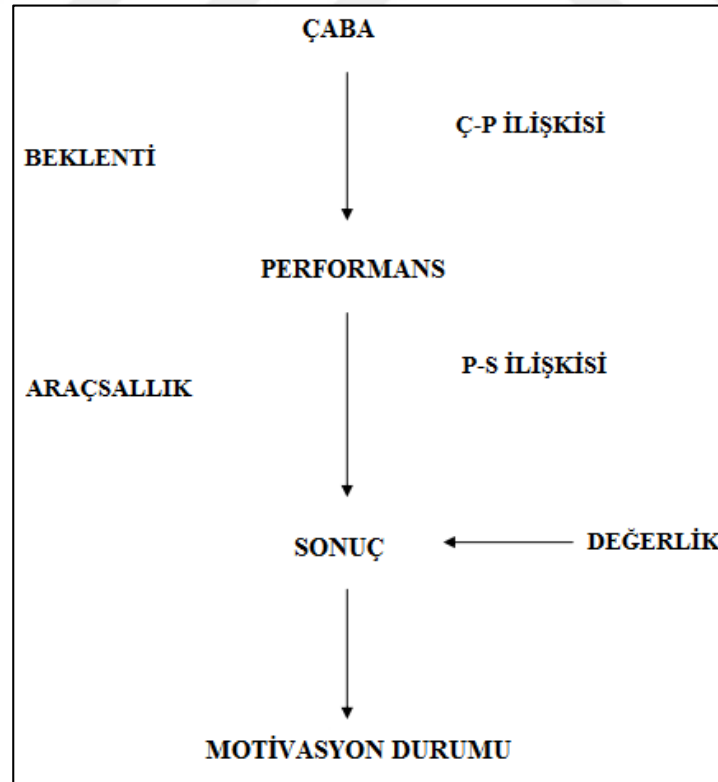 ÇABA
Ç-P İLİŞKİSİ
BEKLENTİ
PERFORMANS
P-S İLİŞKİSİ
ARAÇSALLIK
SONUÇ
DEĞERLİK
MOTİVASYON DURUMU